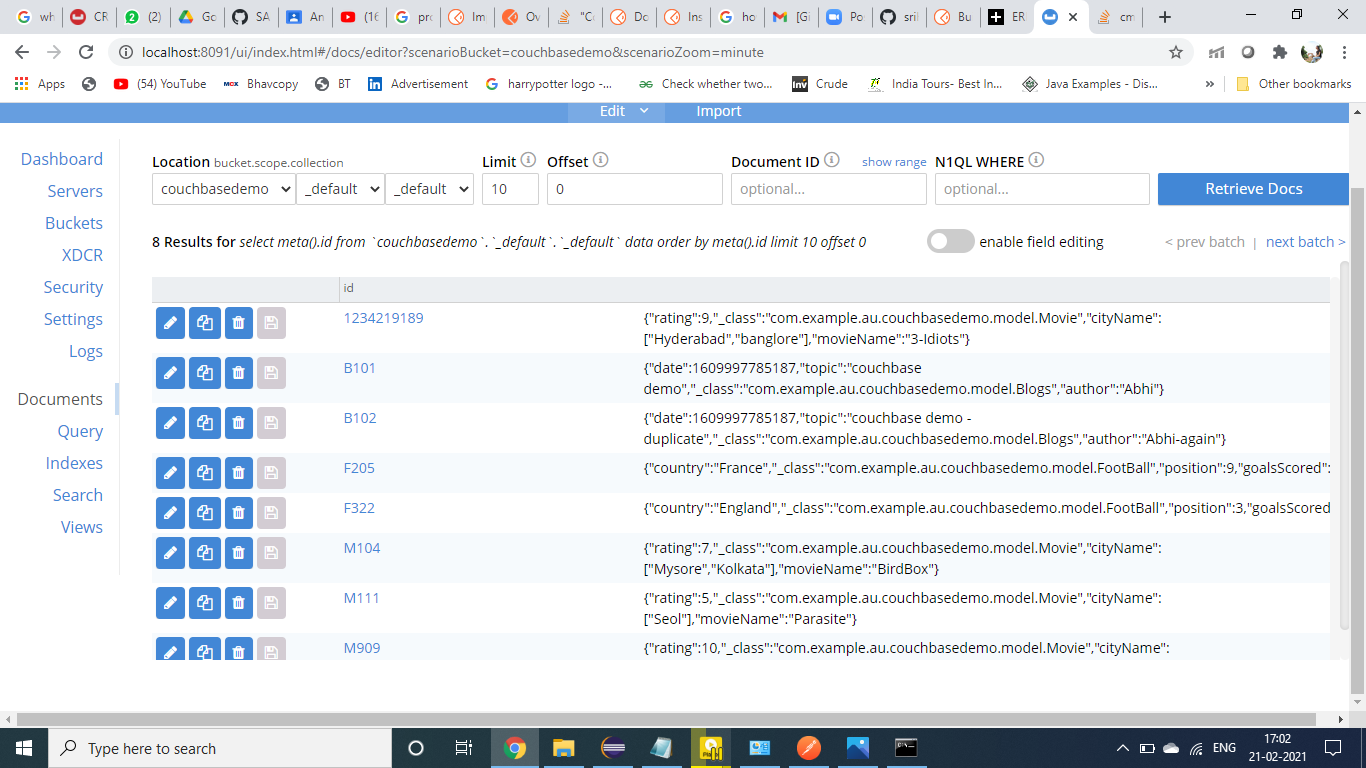 wh
CR
(2)
Go
SA
An
(16
pro
Im
Ov
"Co
Do
Ins
ho
[Gi
Po
srii
Bu
ER
cm
localhost:8091/ui/index.html#/docs/editor?scenarioBucket=couchbasedemo&scenarioZoom=minute
Apps
(54) YouTube
MCX Bhavcopy
BT
Advertisement
harrypotter logo -...
Check whether two...
Inv Crude
India Tours- Best In...
Java Examples - Dis...
»
Other bookmarks
Edit
Import
Dashboard
Servers
Buckets
XDCR
Security
Settings
Logs
Documents
Query
Indexes
Search
Views
Location bucket.scope.collection
Limit
Offset
Document ID
show range
N1QL WHERE
couchbasedemo
_default
_default
10
0
optional...
optional...
Retrieve Docs
8 Results for select meta().id from `couchbasedemo`.`_default`.`_default` data order by meta().id limit 10 offset 0
enable field editing
< prev batch | next batch >
id
1234219189
{"rating":9,"_class":"com.example.au.couchbasedemo.model.Movie","cityName":
["Hyderabad","banglore"],"movieName":"3-Idiots"}
B101
{"date":1609997785187,"topic":"couchbase
demo","_class":"com.example.au.couchbasedemo.model.Blogs","author":"Abhi"}
B102
{"date":1609997785187,"topic":"couchbase demo -
duplicate","_class":"com.example.au.couchbasedemo.model.Blogs","author":"Abhi-again"}
F205
{"country":"France","_class":"com.example.au.couchbasedemo.model.FootBall","position":9,"goalsScored":
F322
{"country":"England","_class":"com.example.au.couchbasedemo.model.FootBall","position":3,"goalsScored
M104
{"rating":7,"_class":"com.example.au.couchbasedemo.model.Movie","cityName":
["Mysore","Kolkata"],"movieName":"BirdBox"}
M111
{"rating":5,"_class":"com.example.au.couchbasedemo.model.Movie","cityName":
["Seol"],"movieName":"Parasite"}
M909
{"rating":10,"_class":"com.example.au.couchbasedemo.model.Movie","cityName":
Type here to search
ENG
17:02
21-02-2021